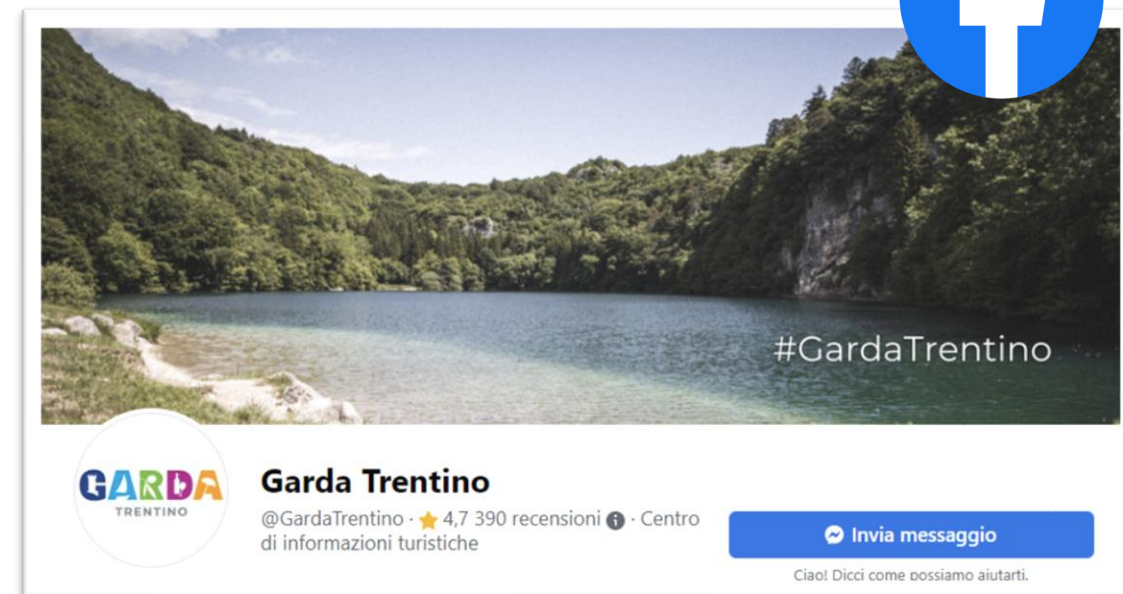 #GardaTrentino
GARDA
TRENTINO
Garda Trentino
@GardaTrentino · ⭐ 4,7 390 recensioni · Centro
di informazioni turistiche
Invia messaggio
Ciao! Dicci come possiamo aiutarti.